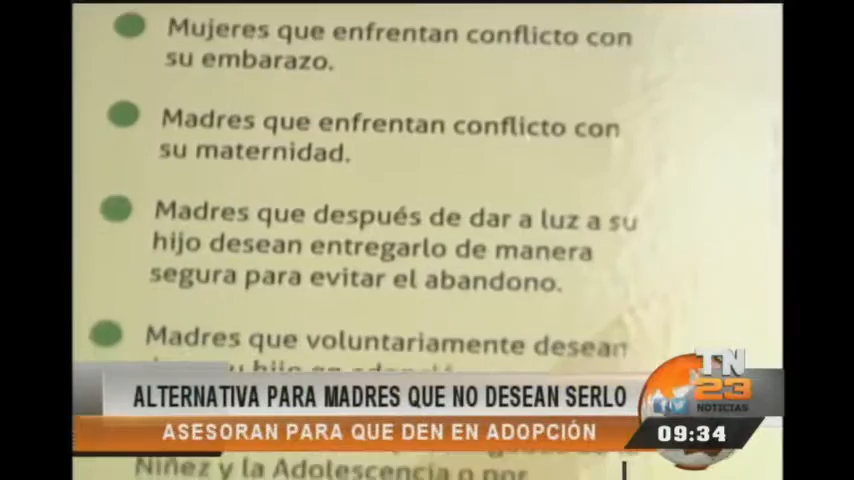 Mujeres que enfrentan conflicto con
su embarazo.
Madres que enfrentan conflicto con
su maternidad.
Madres que después de dar a luz a su
hijo desean entregarlo de manera
segura para evitar el abandono.
Madres que voluntariamente desean
hijo en
ALTERNATIVA PARA MADRES QUE NO DESEAN SERLO
ASESORAN PARA QUE DEN EN ADOPCIÓN
TN
23
NOTICIAS
09:34
Niñez y la Adolescencia o por